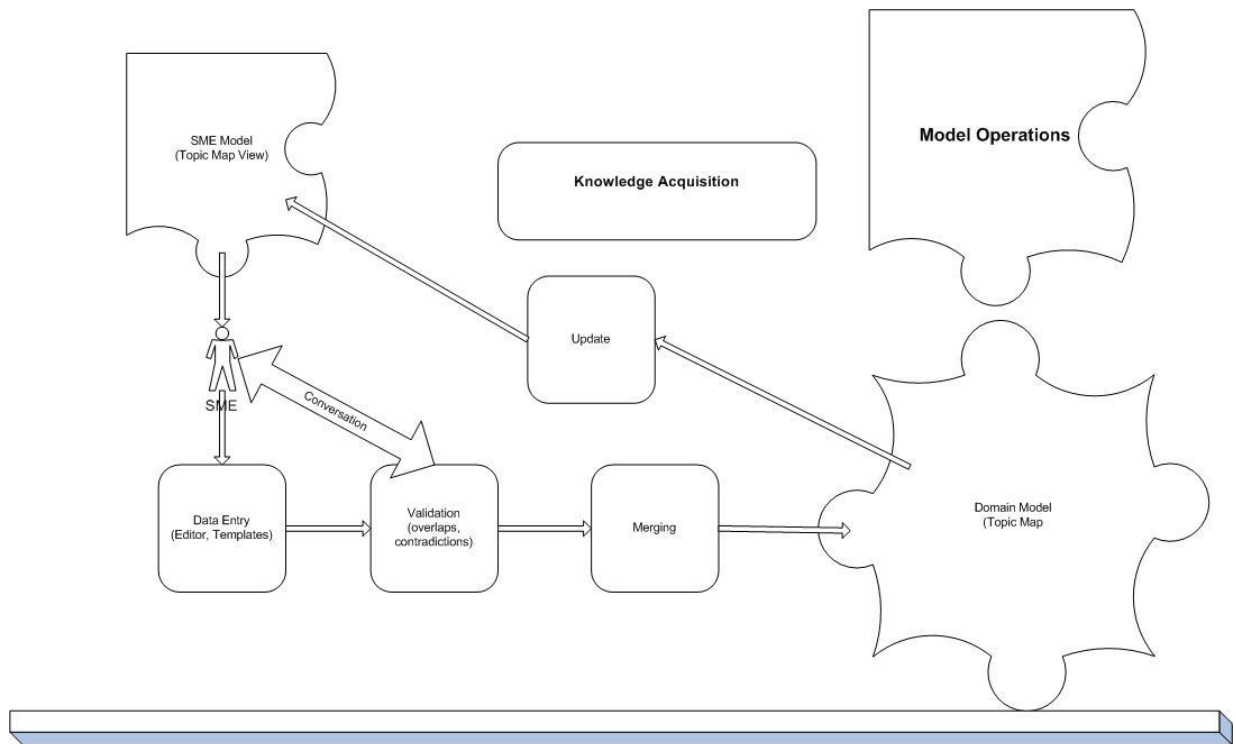 SME Model
(Topic Map View)
Knowledge Acquisition
Model Operations
Update
SME
Conversation
Data Entry
(Editor, Templates)
Validation
(overlaps,
contradictions)
Merging
Domain Model
(Topic Map